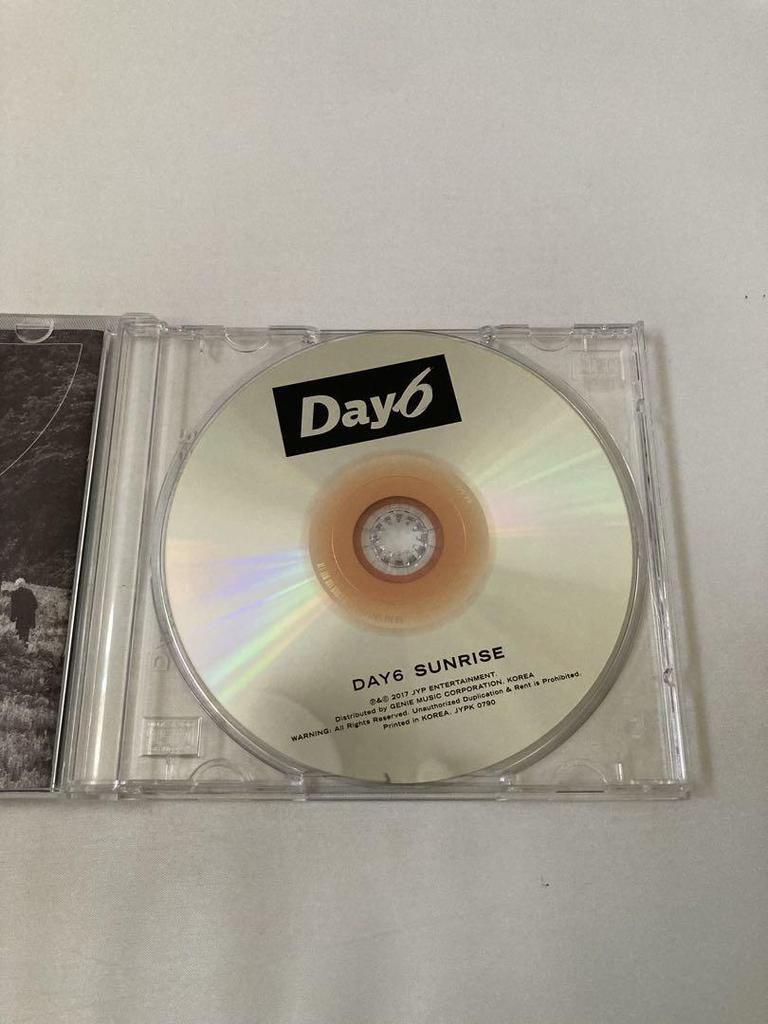 Day6
DAY6 SUNRISE
℗&© 2017 JYP ENTERTAINMENT.
Distributed by GENIE MUSIC CORPORATION, KOREA
WARNING: All Rights Reserved. Unauthorized Duplication & Rent is Prohibited.
Printed in KOREA. JYPK 0790